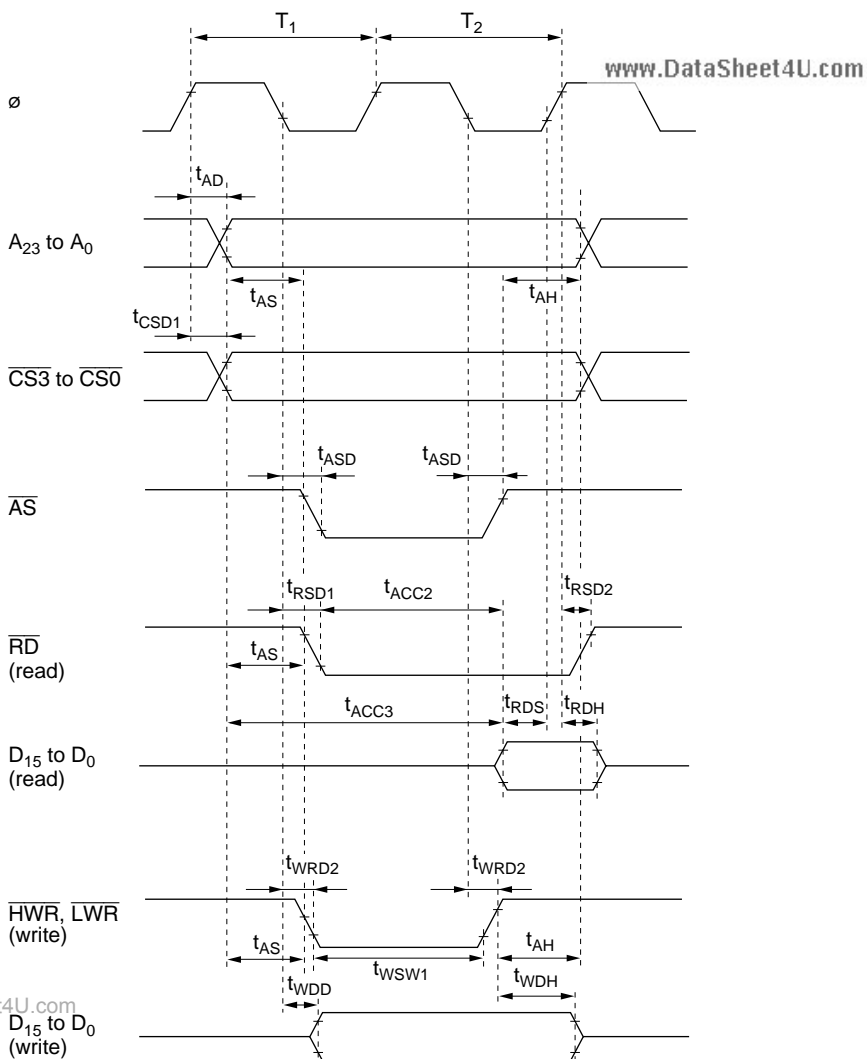 T1 T2
www.DataSheet4U.com
ø
tAD
A23 to A0
tAS tAH
tCSD1
CS3 to CS0
tASD tASD
AS
tRSD1 tACC2 tRSD2
RD
tAS
(read)
tACC3 tRDS tRDH
D15 to D0
(read)
tWRD2 tWRD2
HWR, LWR
(write)
tAS tWSW1 tAH
tWDD tWDH
t4U.com
D15 to D0
(write)